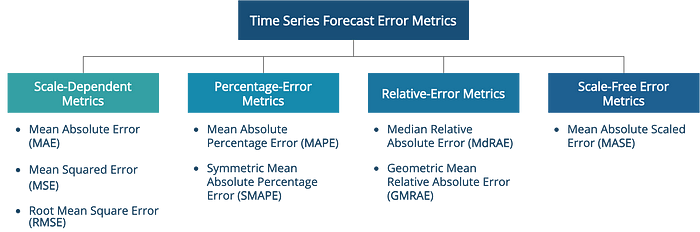 Time Series Forecast Error Metrics
Scale-Dependent
Metrics
• Mean Absolute Error
(MAE)
• Mean Squared Error
(MSE)
• Root Mean Square Error
(RMSE)
Percentage-Error
Metrics
• Mean Absolute
Percentage Error (MAPE)
• Symmetric Mean
Absolute Percentage
Error (SMAPE)
Relative-Error Metrics
• Median Relative
Absolute Error (MdRAE)
• Geometric Mean
Relative Absolute Error
(GMRAE)
Scale-Free Error
Metrics
• Mean Absolute Scaled
Error (MASE)